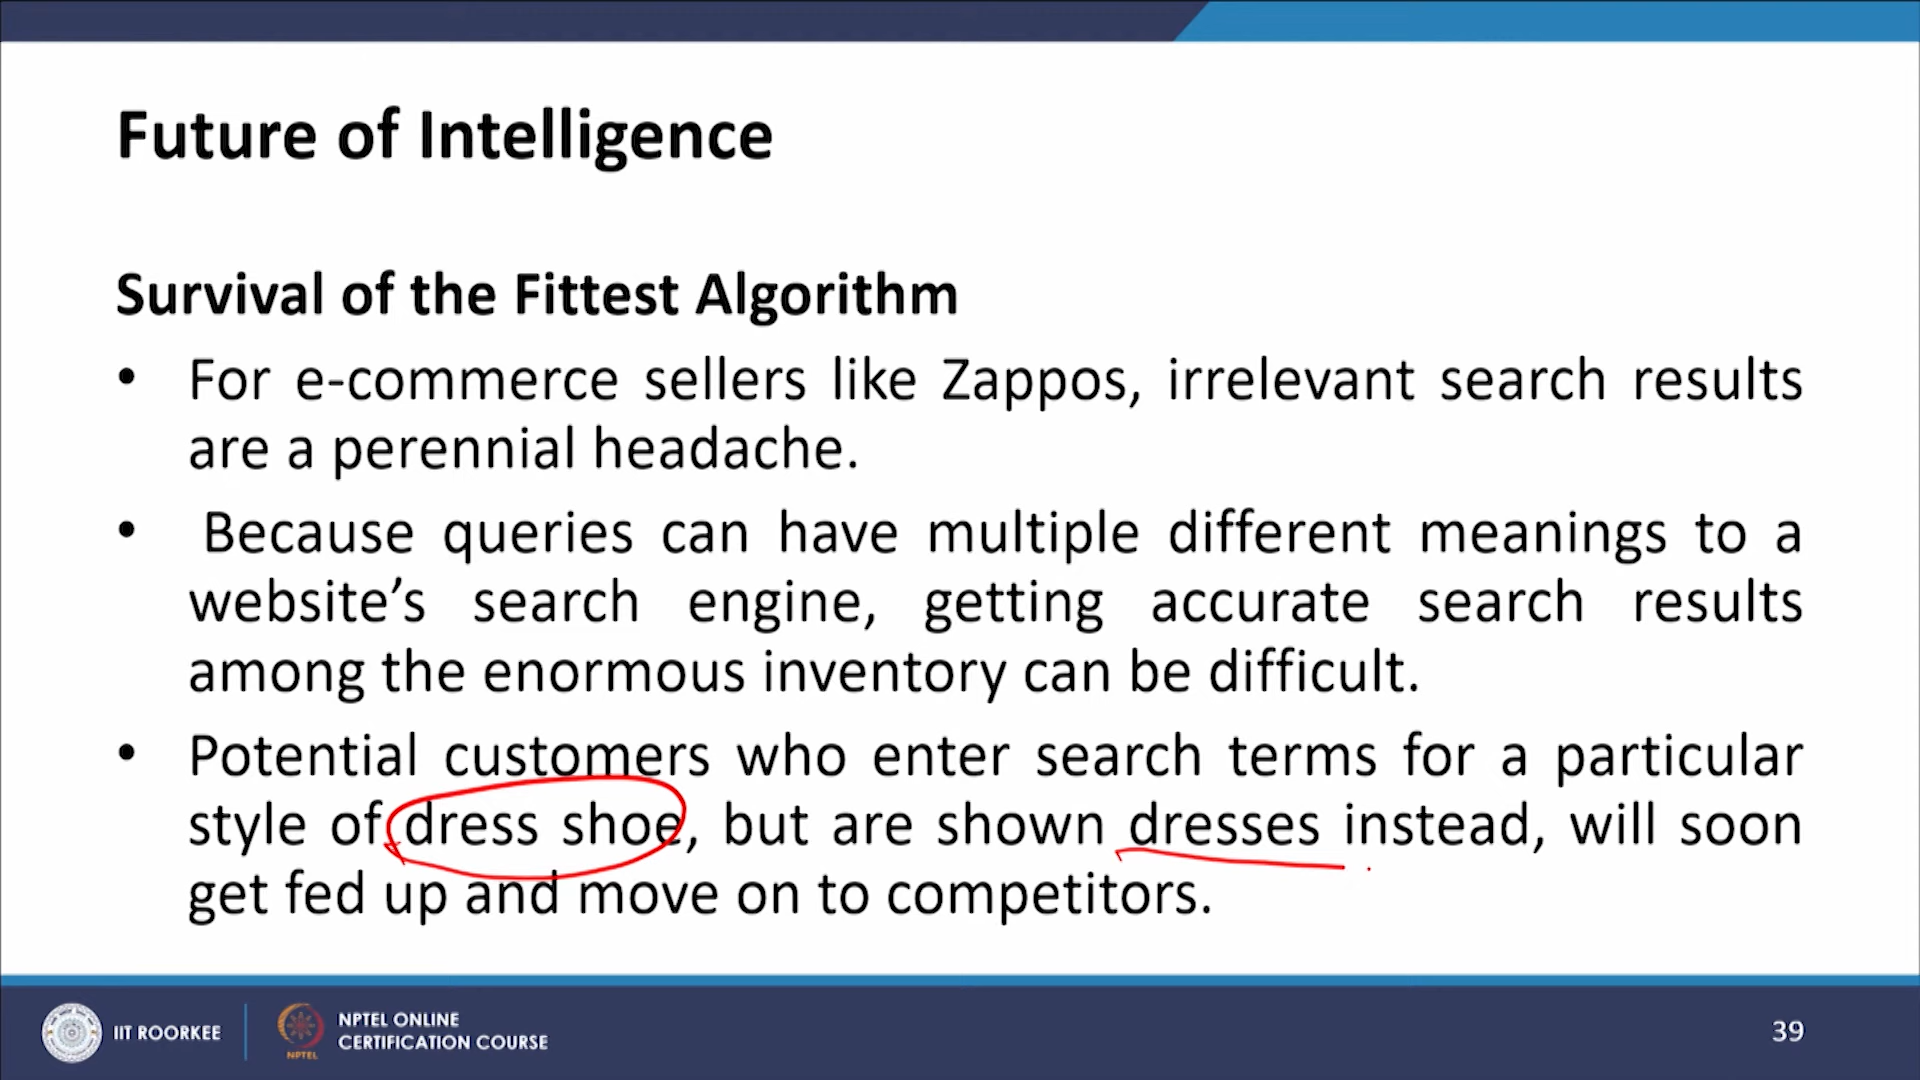 Future of Intelligence
Survival of the Fittest Algorithm
• For e-commerce sellers like Zappos, irrelevant search results
are a perennial headache.
• Because queries can have multiple different meanings to a
website’s search engine, getting accurate search results
among the enormous inventory can be difficult.
• Potential customers who enter search terms for a particular
style of dress shoe, but are shown dresses instead, will soon
get fed up and move on to competitors.
IIT ROORKEE
NPTEL
NPTEL ONLINE
CERTIFICATION COURSE
39